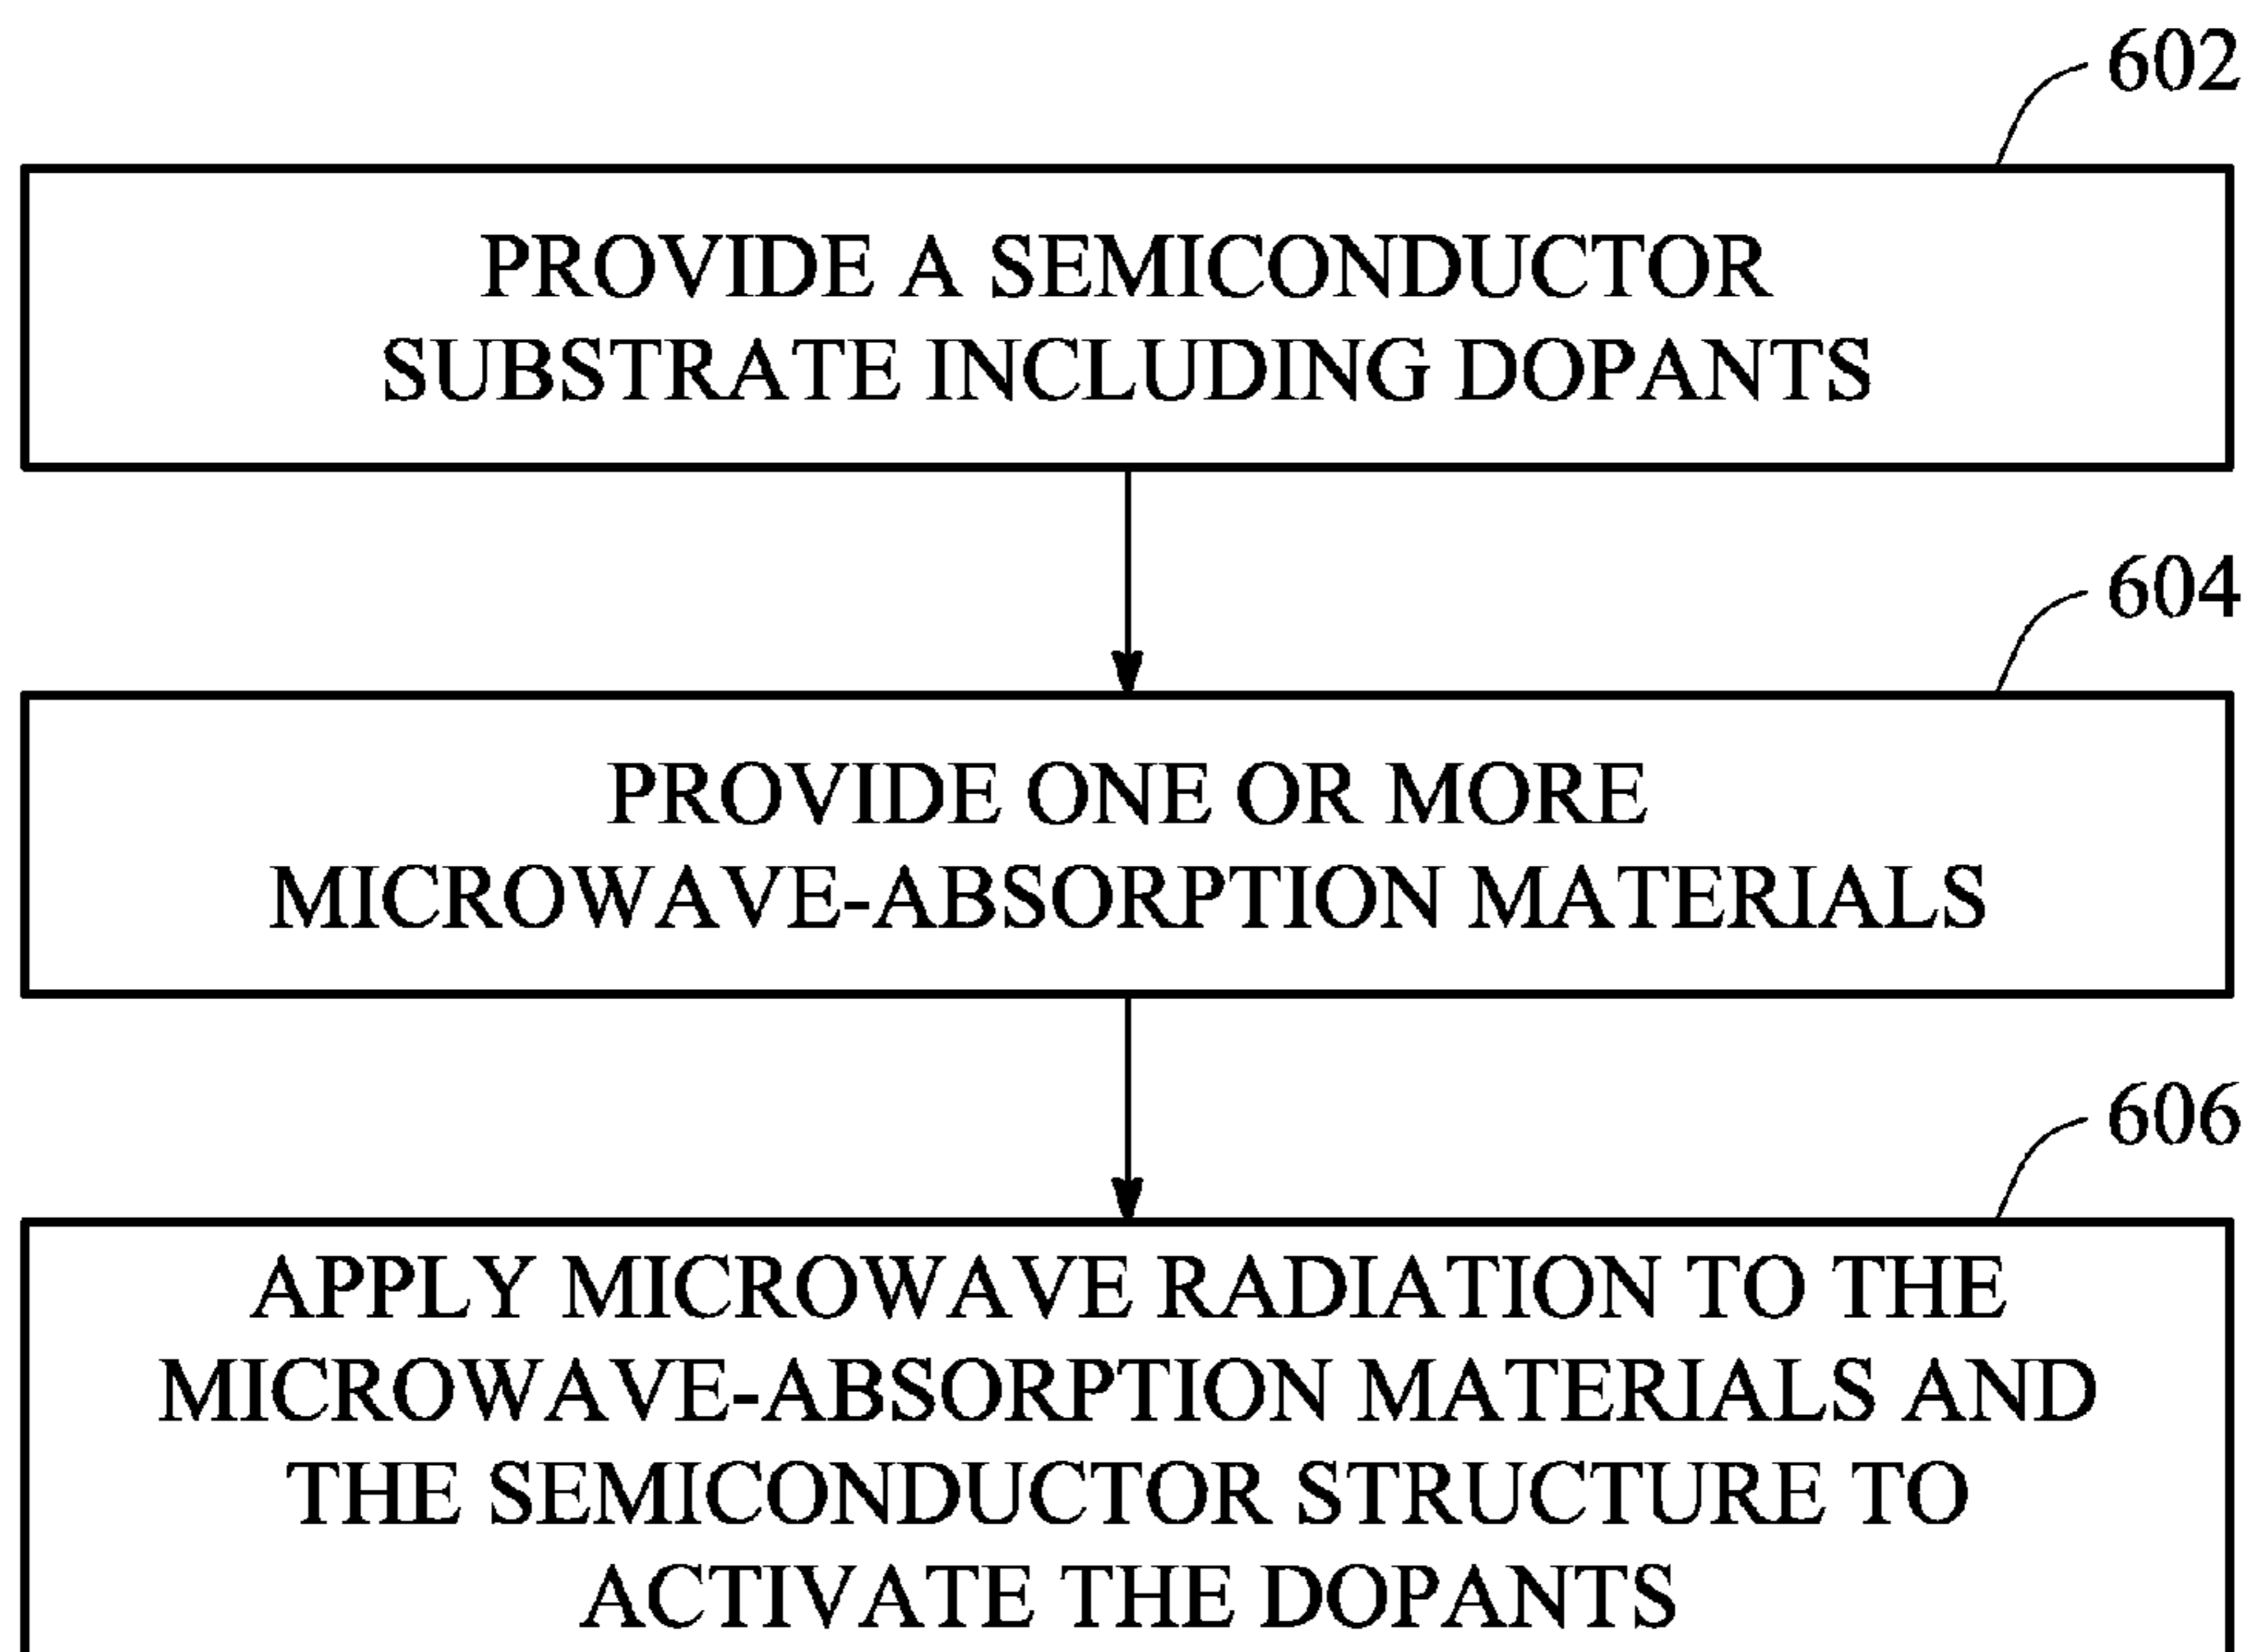 602
PROVIDE A SEMICONDUCTOR
SUBSTRATE INCLUDING DOPANTS
604
PROVIDE ONE OR MORE
MICROWAVE-ABSORPTION MATERIALS
606
APPLY MICROWAVE RADIATION TO THE
MICROWAVE-ABSORPTION MATERIALS AND
THE SEMICONDUCTOR STRUCTURE TO
ACTIVATE THE DOPANTS